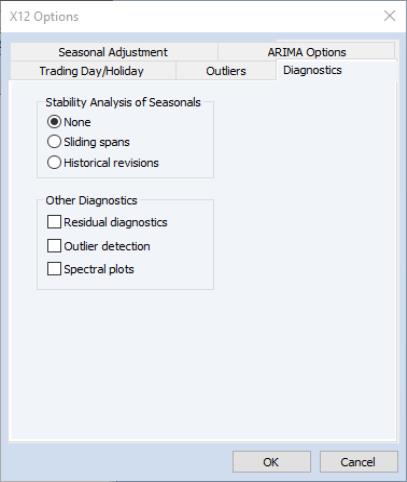 X12 Options
Seasonal Adjustment ARIMA Options
Trading Day/Holiday Outliers Diagnostics
Stability Analysis of Seasonals
None
Sliding spans
Historical revisions
Other Diagnostics
Residual diagnostics
Outlier detection
Spectral plots
OK Cancel